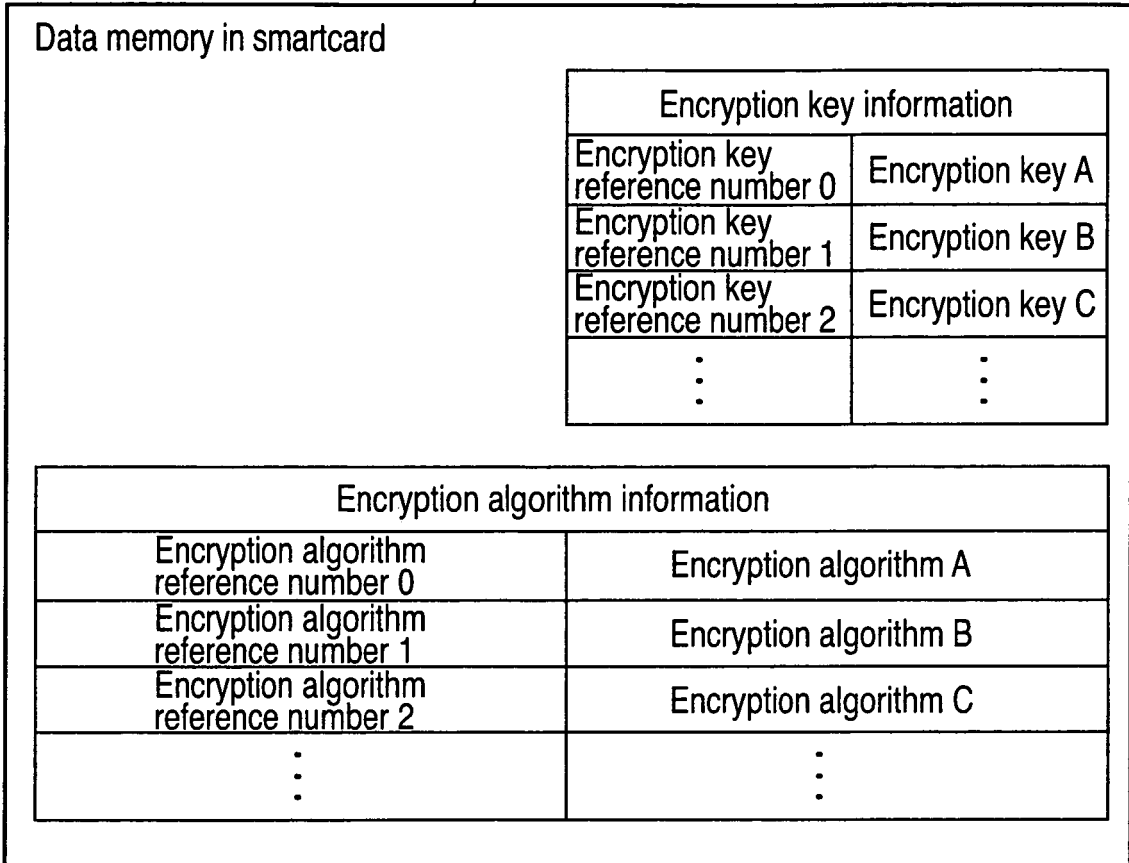 Data memory in smartcard
Encryption key information
Encryption key
reference number 0
Encryption key A
Encryption key
reference number 1
Encryption key B
Encryption key
reference number 2
Encryption key C
Encryption algorithm information
Encryption algorithm
reference number 0
Encryption algorithm A
Encryption algorithm
reference number 1
Encryption algorithm B
Encryption algorithm
reference number 2
Encryption algorithm C